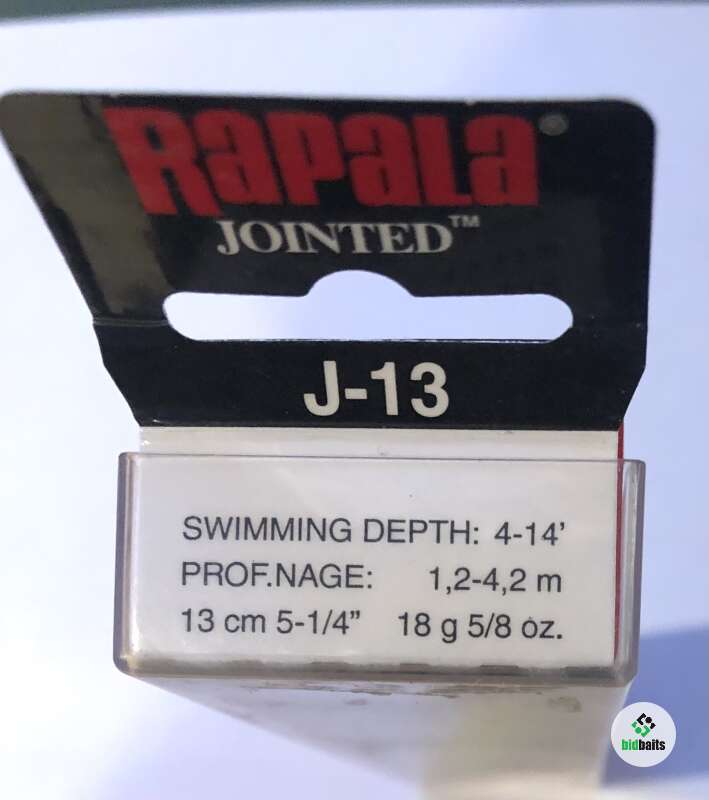 Rapala®
JOINTED™
J-13
SWIMMING DEPTH: 4-14'
PROF.NAGE: 1,2-4,2 m
13 cm 5-1/4” 18 g 5/8 oz.
bidbaits